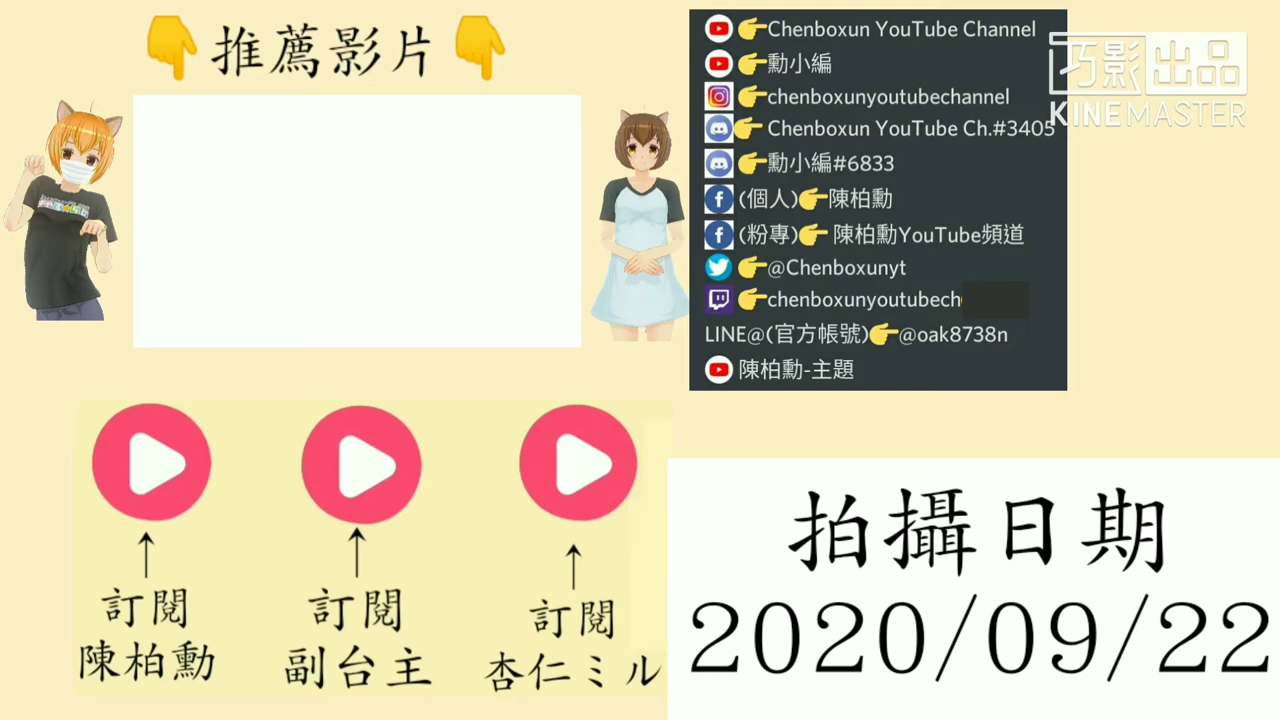 👇推薦影片👇
👉Chenboxun YouTube Channel
👉勳小編
👉chenboxunyoutubechannel
👉Chenboxun YouTube Ch.#3405
👉勳小編#6833
(個人)👉陳柏勳
(粉專)👉陳柏勳YouTube頻道
👉@Chenboxunyt
👉chenboxunyoutubech
LINE@(官方帳號)👉@oak8738n
陳柏勳-主題
巧影出品
KINEMASTER
↑
訂閱
陳柏勳
↑
訂閱
副台主
↑
訂閱
杏仁ミル
拍攝日期
2020/09/22